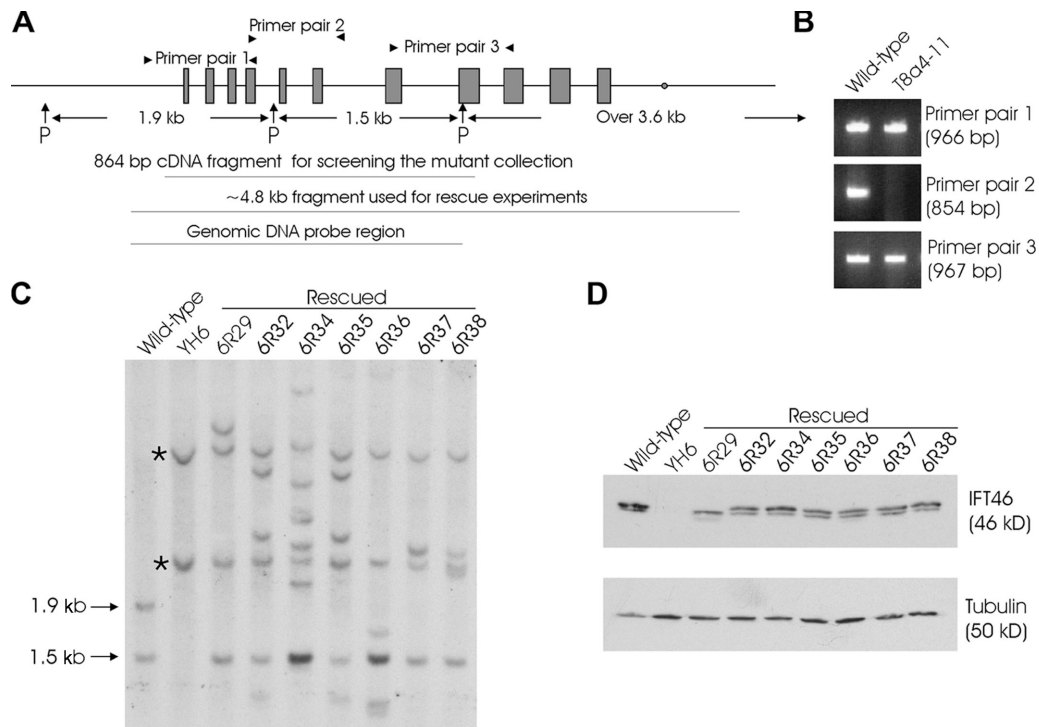 A
Primer pair 2
Primer pair 1
Primer pair 3
1.9 kb
1.5 kb
Over 3.6 kb
P
P
P
864 bp cDNA fragment for screening the mutant collection
~4.8 kb fragment used for rescue experiments
Genomic DNA probe region
B
Wild-type
T8a4-11
Primer pair 1
(966 bp)
Primer pair 2
(854 bp)
Primer pair 3
(967 bp)
C
Rescued
Wild-type
YH6
6R29
6R32
6R34
6R35
6R36
6R37
6R38
*
*
1.9 kb
1.5 kb
D
Rescued
Wild-type
YH6
6R29
6R32
6R34
6R35
6R36
6R37
6R38
IFT46
(46 kD)
Tubulin
(50 kD)